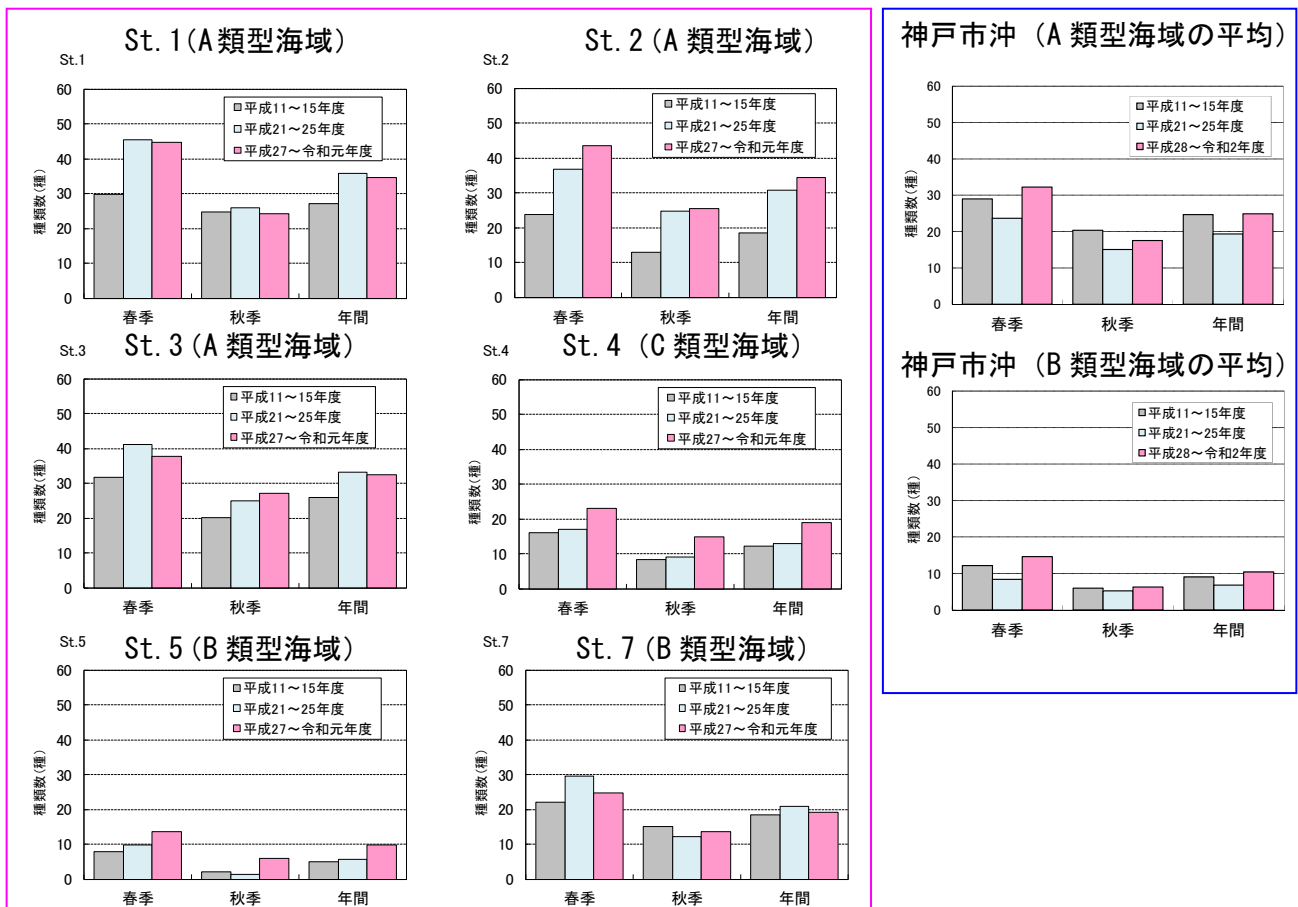 St. 1(A 類型海域)
St.1
種類数(種)
60
50
40
30
20
10
0
平成11～15年度
平成21～25年度
平成27～令和元年度
春季 秋季 年間
St. 2 (A 類型海域)
St.2
種類数(種)
60
50
40
30
20
10
0
平成11～15年度
平成21～25年度
平成27～令和元年度
春季 秋季 年間
St. 3 (A 類型海域)
St.3
種類数(種)
60
50
40
30
20
10
0
平成11～15年度
平成21～25年度
平成27～令和元年度
春季 秋季 年間
St. 4 (C 類型海域)
St.4
種類数(種)
60
50
40
30
20
10
0
平成11～15年度
平成21～25年度
平成27～令和元年度
春季 秋季 年間
St. 5 (B 類型海域)
St.5
種類数(種)
60
50
40
30
20
10
0
平成11～15年度
平成21～25年度
平成27～令和元年度
春季 秋季 年間
St. 7 (B 類型海域)
St.7
種類数(種)
60
50
40
30
20
10
0
平成11～15年度
平成21～25年度
平成27～令和元年度
春季 秋季 年間
神戸市沖 (A 類型海域の平均)
種類数(種)
60
50
40
30
20
10
0
平成11～15年度
平成21～25年度
平成28～令和2年度
春季 秋季 年間
神戸市沖 (B 類型海域の平均)
種類数(種)
60
50
40
30
20
10
0
平成11～15年度
平成21～25年度
平成28～令和2年度
春季 秋季 年間